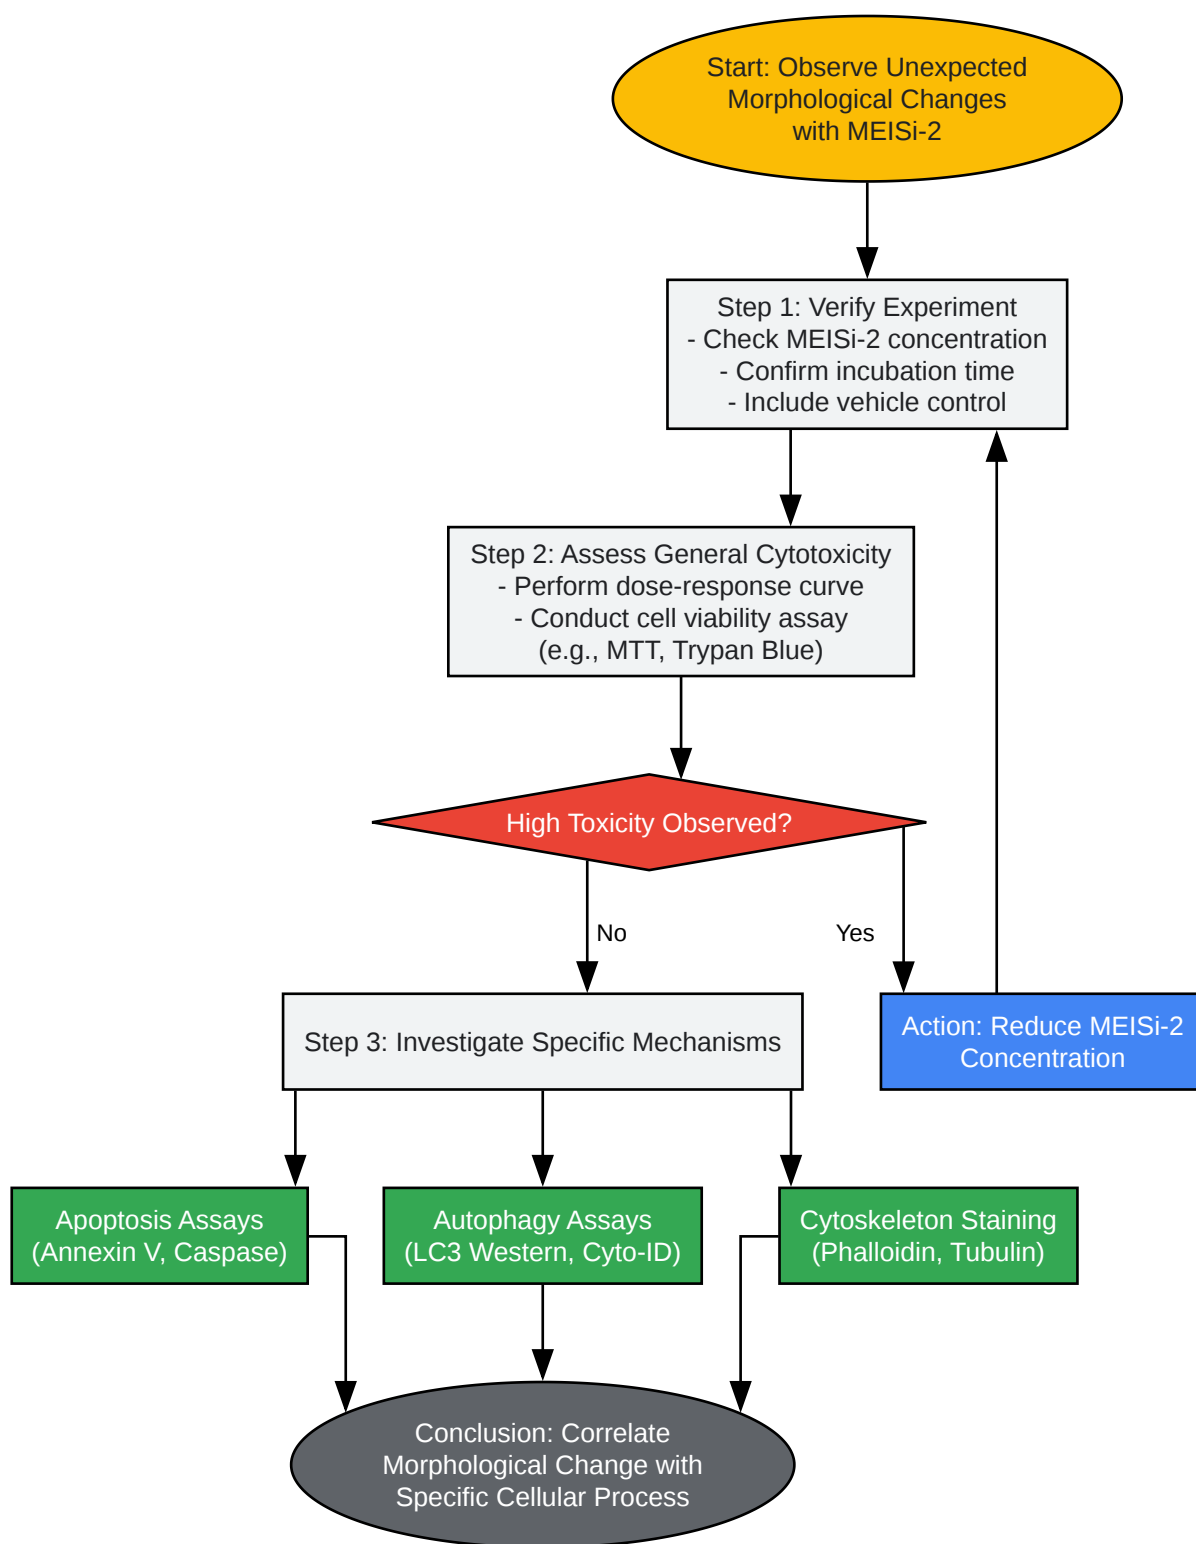 Start: Observe Unexpected
Morphological Changes
with MEISi-2
Step 1: Verify Experiment
- Check MEISi-2 concentration
- Confirm incubation time
- Include vehicle control
Step 2: Assess General Cytotoxicity
- Perform dose-response curve
- Conduct cell viability assay
(e.g., MTT, Trypan Blue)
High Toxicity Observed?
No
Yes
Step 3: Investigate Specific Mechanisms
Action: Reduce MEISi-2
Concentration
Apoptosis Assays
(Annexin V, Caspase)
Autophagy Assays
(LC3 Western, Cyto-ID)
Cytoskeleton Staining
(Phalloidin, Tubulin)
Conclusion: Correlate
Morphological Change with
Specific Cellular Process